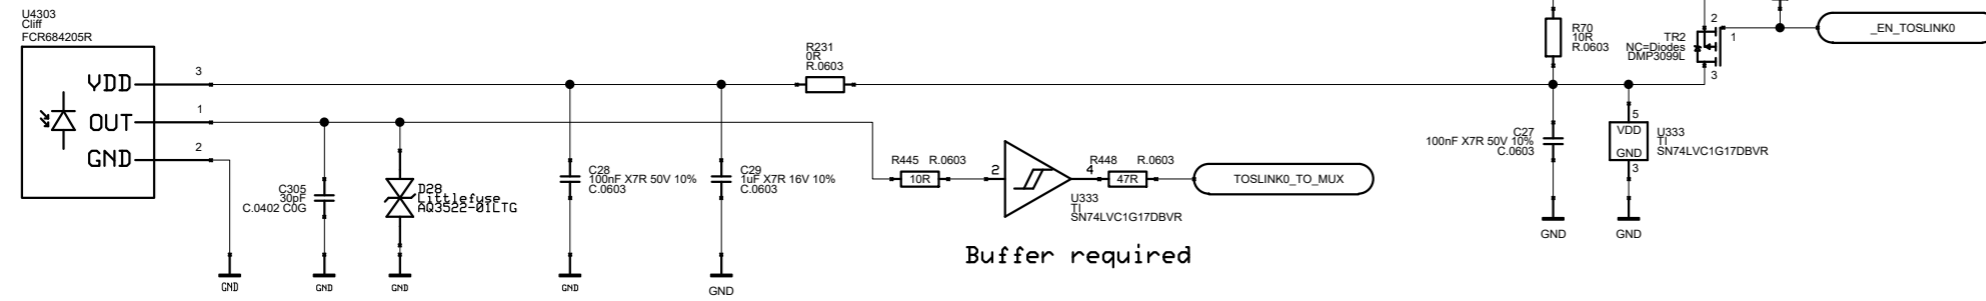 U4303
Cliff
FCR684205R
VDD
3
OUT
1
GND
2
GND
C305
30pF
C.0402 C0G
GND
D28
Littlefuse
AQ3522-01LTG
GND
C28
100nF X7R 50V 10%
C.0603
GND
C29
1uF X7R 16V 10%
C.0603
GND
R231
0R
R.0603
R445 R.0603
10R
2
4
U333
TI
SN74LVC1G17DBVR
R448 R.0603
47R
TOSLINK0_TO_MUX
Buffer required
R70
10R
R.0603
TR2
NC=Diodes
DMP3099L
2
1
3
_EN_TOSLINK0
C27
100nF X7R 50V 10%
C.0603
GND
5
VDD
GND
3
U333
TI
SN74LVC1G17DBVR
GND